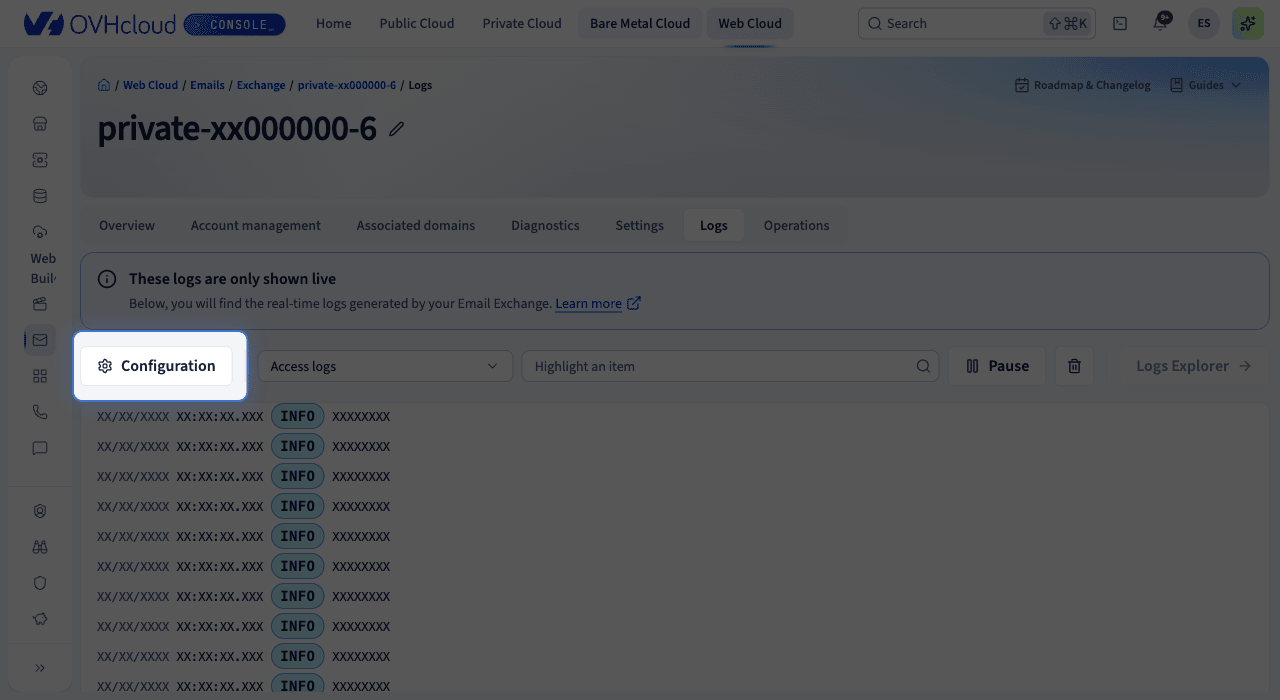 OVHcloud > CONSOLE_ Home Public Cloud Private Cloud Bare Metal Cloud Web Cloud Search ⇧⌘K 9+ ES
/ Web Cloud / Emails / Exchange / private-xx000000-6 / Logs Roadmap & Changelog Guides
private-xx000000-6
Overview Account management Associated domains Diagnostics Settings Logs Operations
Web
Buil
These logs are only shown live
Below, you will find the real-time logs generated by your Email Exchange. Learn more
Configuration Access logs Highlight an item Pause Logs Explorer →
XX/XX/XXXX XX:XX:XX.XXX INFO XXXXXXXX
XX/XX/XXXX XX:XX:XX.XXX INFO XXXXXXXX
XX/XX/XXXX XX:XX:XX.XXX INFO XXXXXXXX
XX/XX/XXXX XX:XX:XX.XXX INFO XXXXXXXX
XX/XX/XXXX XX:XX:XX.XXX INFO XXXXXXXX
XX/XX/XXXX XX:XX:XX.XXX INFO XXXXXXXX
XX/XX/XXXX XX:XX:XX.XXX INFO XXXXXXXX
XX/XX/XXXX XX:XX:XX.XXX INFO XXXXXXXX
XX/XX/XXXX XX:XX:XX.XXX INFO XXXXXXXX
XX/XX/XXXX XX:XX:XX.XXX INFO XXXXXXXX